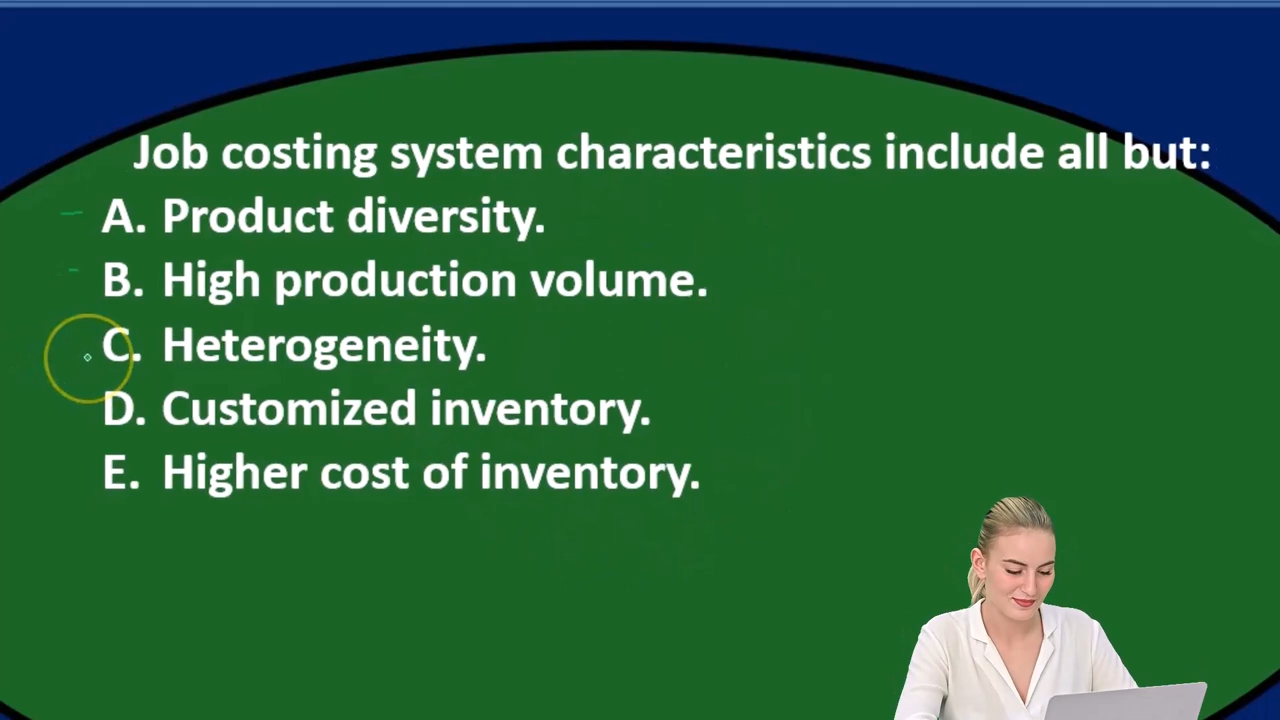 Job costing system characteristics include all but:
A. Product diversity.
B. High production volume.
C. Heterogeneity.
D. Customized inventory.
E. Higher cost of inventory.